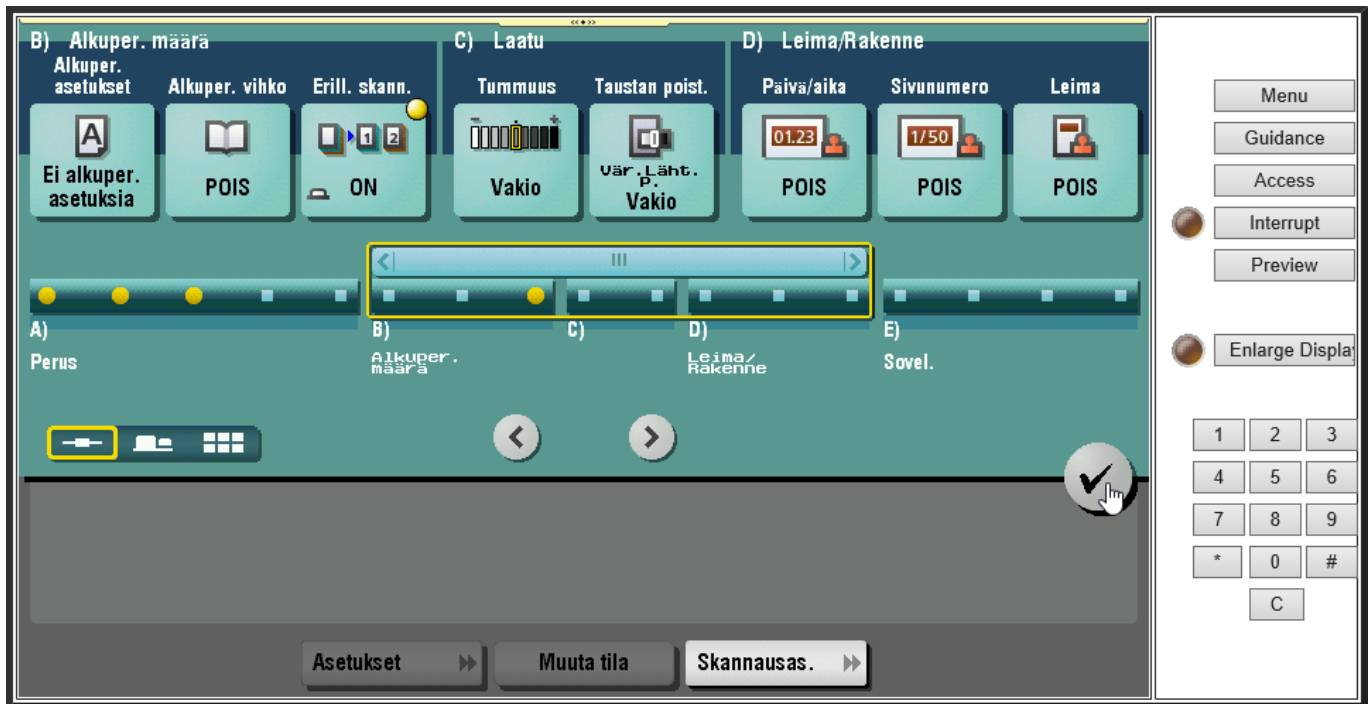 B) Alkuper. määrä
C) Laatu
D) Leima/Rakenne
Alkuper.
asetukset
Alkuper. vihko
Erill. skann.
Tummuus
Taustan poist.
Päivä/aika
Sivunumero
Leima
A
Ei alkuper.
asetuksia
POIS
1 2
ON
- +
Vakio
Vär.Läht.
P.
Vakio
01.23
POIS
1/50
POIS
POIS
A)
B)
C)
D)
E)
Perus
Alkuper.
määrä
Leima/
Rakenne
Sovel.
Asetukset
Muuta tila
Skannausas.
Menu
Guidance
Access
Interrupt
Preview
Enlarge Display
1 2 3
4 5 6
7 8 9
* 0 #
C